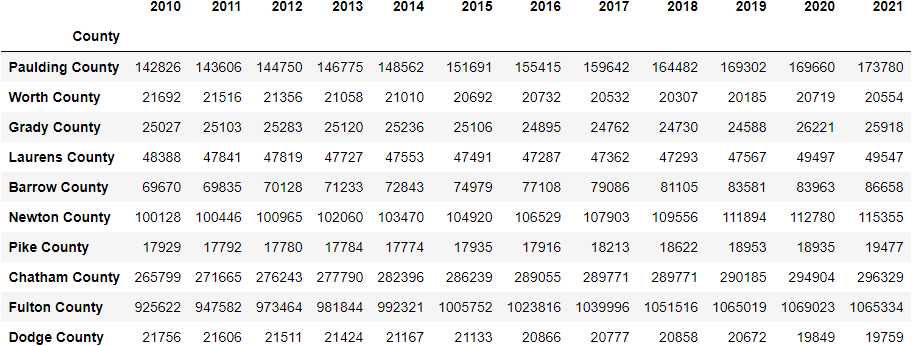 2010 2011 2012 2013 2014 2015 2016 2017 2018 2019 2020 2021
County
Paulding County 142826 143606 144750 146775 148562 151691 155415 159642 164482 169302 169660 173780
Worth County 21692 21516 21356 21058 21010 20692 20732 20532 20307 20185 20719 20554
Grady County 25027 25103 25283 25120 25236 25106 24895 24762 24730 24588 26221 25918
Laurens County 48388 47841 47819 47727 47553 47491 47287 47362 47293 47567 49497 49547
Barrow County 69670 69835 70128 71233 72843 74979 77108 79086 81105 83581 83963 86658
Newton County 100128 100446 100965 102060 103470 104920 106529 107903 109556 111894 112780 115355
Pike County 17929 17792 17780 17784 17774 17935 17916 18213 18622 18953 18935 19477
Chatham County 265799 271665 276243 277790 282396 286239 289055 289771 289771 290185 294904 296329
Fulton County 925622 947582 973464 981844 992321 1005752 1023816 1039996 1051516 1065019 1069023 1065334
Dodge County 21756 21606 21511 21424 21167 21133 20866 20777 20858 20672 19849 19759